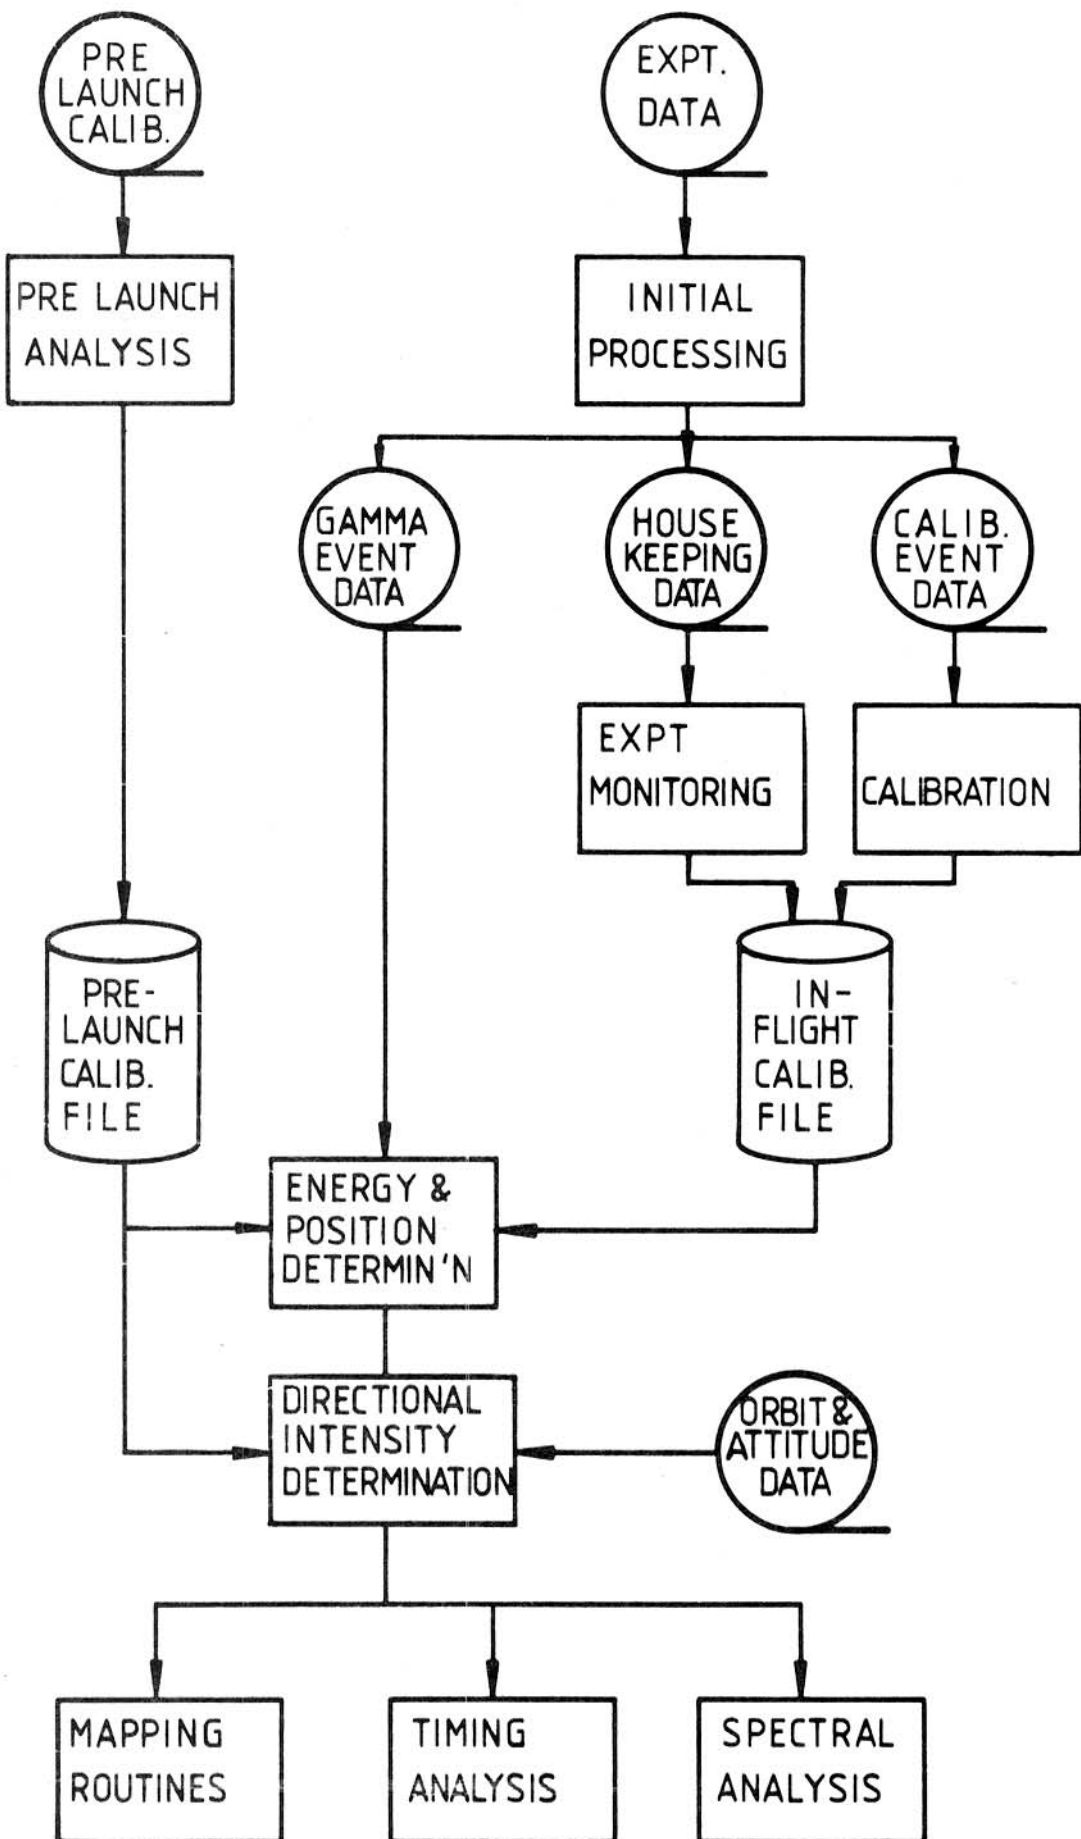 PRE
LAUNCH
CALIB.
EXPT.
DATA
PRE LAUNCH
ANALYSIS
INITIAL
PROCESSING
GAMMA
EVENT
DATA
HOUSE
KEEPING
DATA
CALIB.
EVENT
DATA
EXPT
MONITORING
CALIBRATION
PRE-
LAUNCH
CALIB.
FILE
IN-
FLIGHT
CALIB.
FILE
ENERGY &
POSITION
DETERMIN'N
DIRECTIONAL
INTENSITY
DETERMINATION
ORBIT &
ATTITUDE
DATA
MAPPING
ROUTINES
TIMING
ANALYSIS
SPECTRAL
ANALYSIS